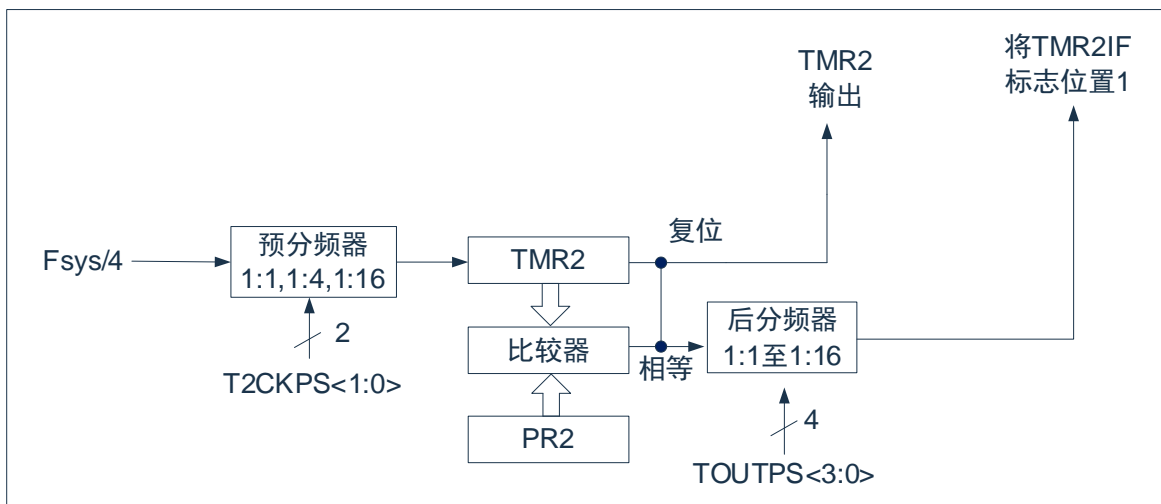 将TMR2IF
标志位置1
TMR2
输出
复位
Fsys/4
预分频器
1:1,1:4,1:16
TMR2
2
T2CKPS<1:0>
比较器
相等
后分频器
1:1至1:16
PR2
4
TOUTPS<3:0>